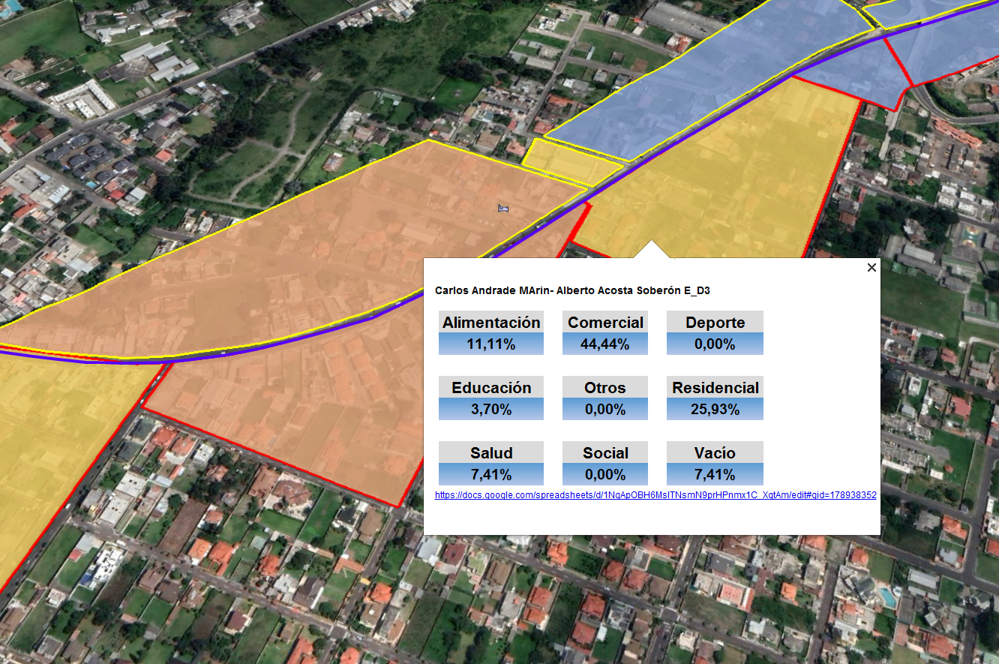 Carlos Andrade MArin- Alberto Acosta Soberón E_D3
Alimentación Comercial Deporte
11,11% 44,44% 0,00%
Educación Otros Residencial
3,70% 0,00% 25,93%
Salud Social Vacío
7,41% 0,00% 7,41%
https://docs.google.com/spreadsheets/d/1NqApOBH6MsITNsmN9prHPnmx1C_XqtAm/edit#gid=178938352